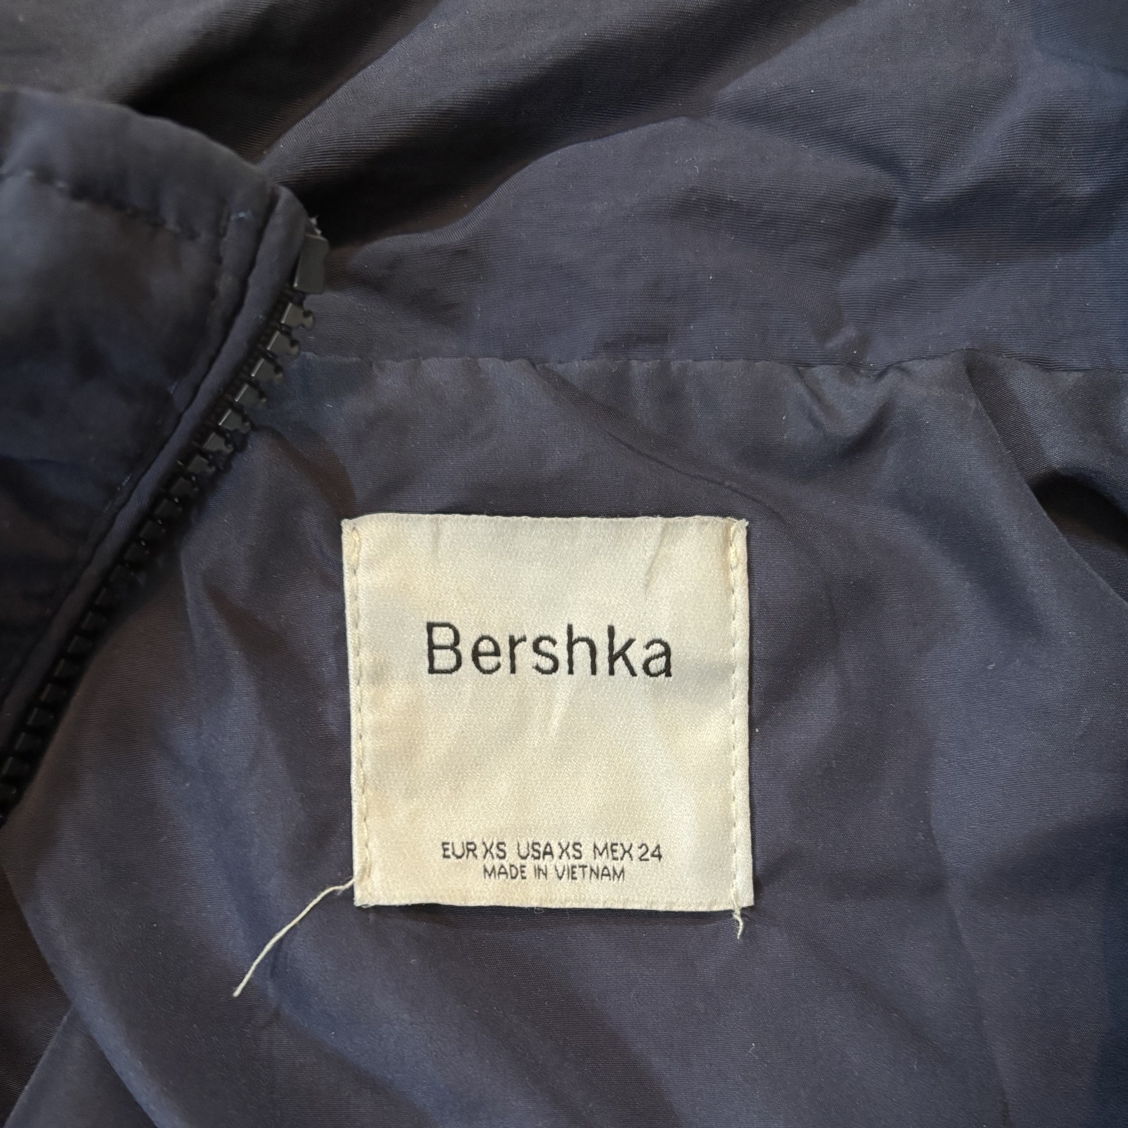 Bershka
EUR XS USA XS MEX 24
MADE IN VIETNAM